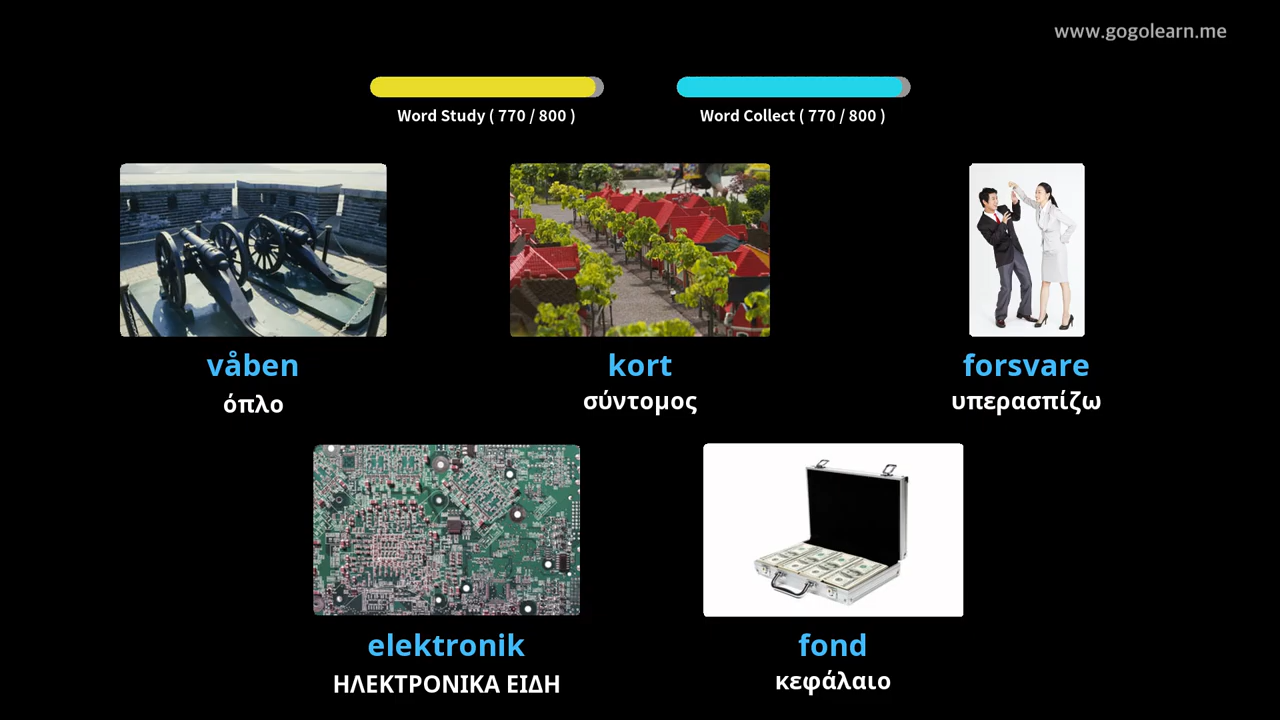 www.gogolearn.me
Word Study ( 770 / 800 )
Word Collect ( 770 / 800 )
våben
όπλο
kort
σύντομος
forsvare
υπερασπίζω
elektronik
ΗΛΕΚΤΡΟΝΙΚΑ ΕΙΔΗ
fond
κεφάλαιο